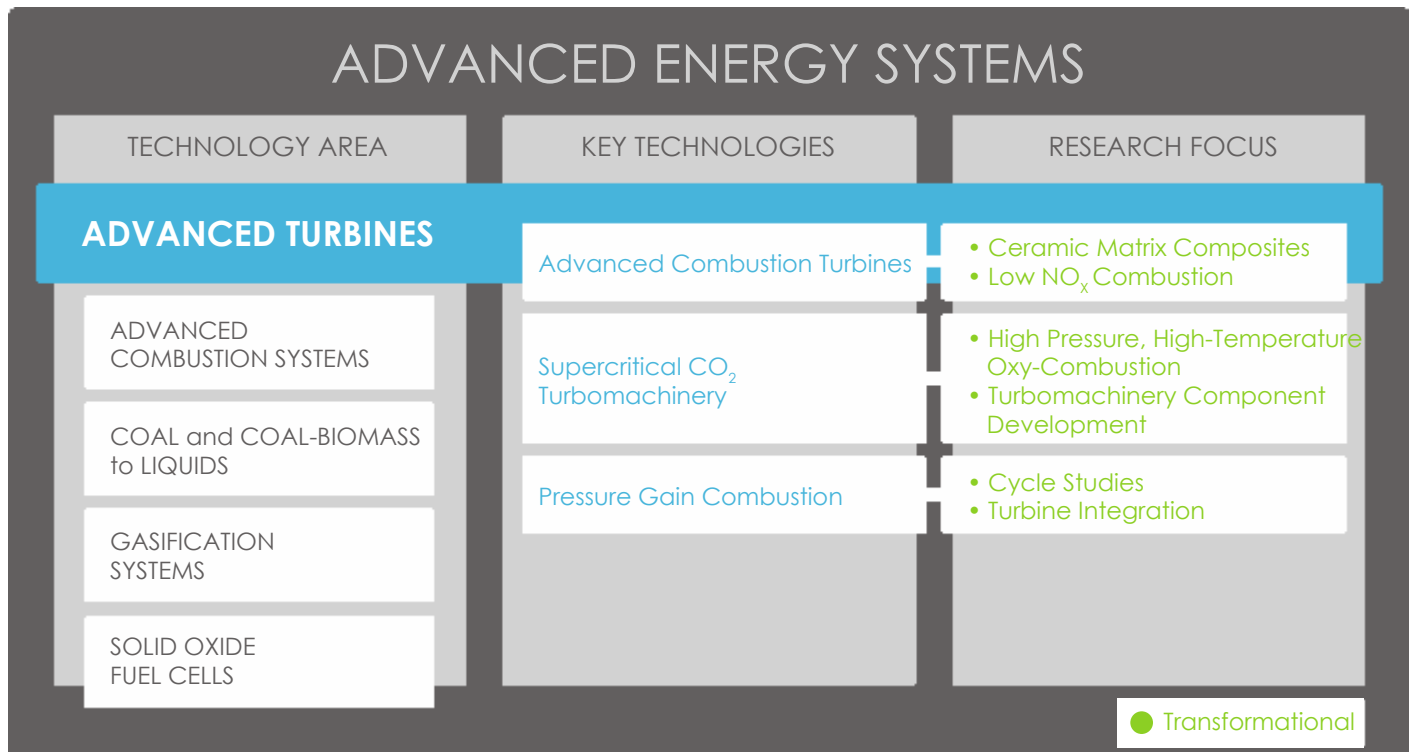 ADVANCED ENERGY SYSTEMS
TECHNOLOGY AREA
KEY TECHNOLOGIES
RESEARCH FOCUS
ADVANCED TURBINES
Advanced Combustion Turbines
• Ceramic Matrix Composites
• Low NOx Combustion
ADVANCED
COMBUSTION SYSTEMS
Supercritical CO2
Turbomachinery
• High Pressure, High-Temperature
Oxy-Combustion
• Turbomachinery Component
Development
COAL and COAL-BIOMASS
to LIQUIDS
Pressure Gain Combustion
• Cycle Studies
• Turbine Integration
GASIFICATION
SYSTEMS
SOLID OXIDE
FUEL CELLS
Transformational